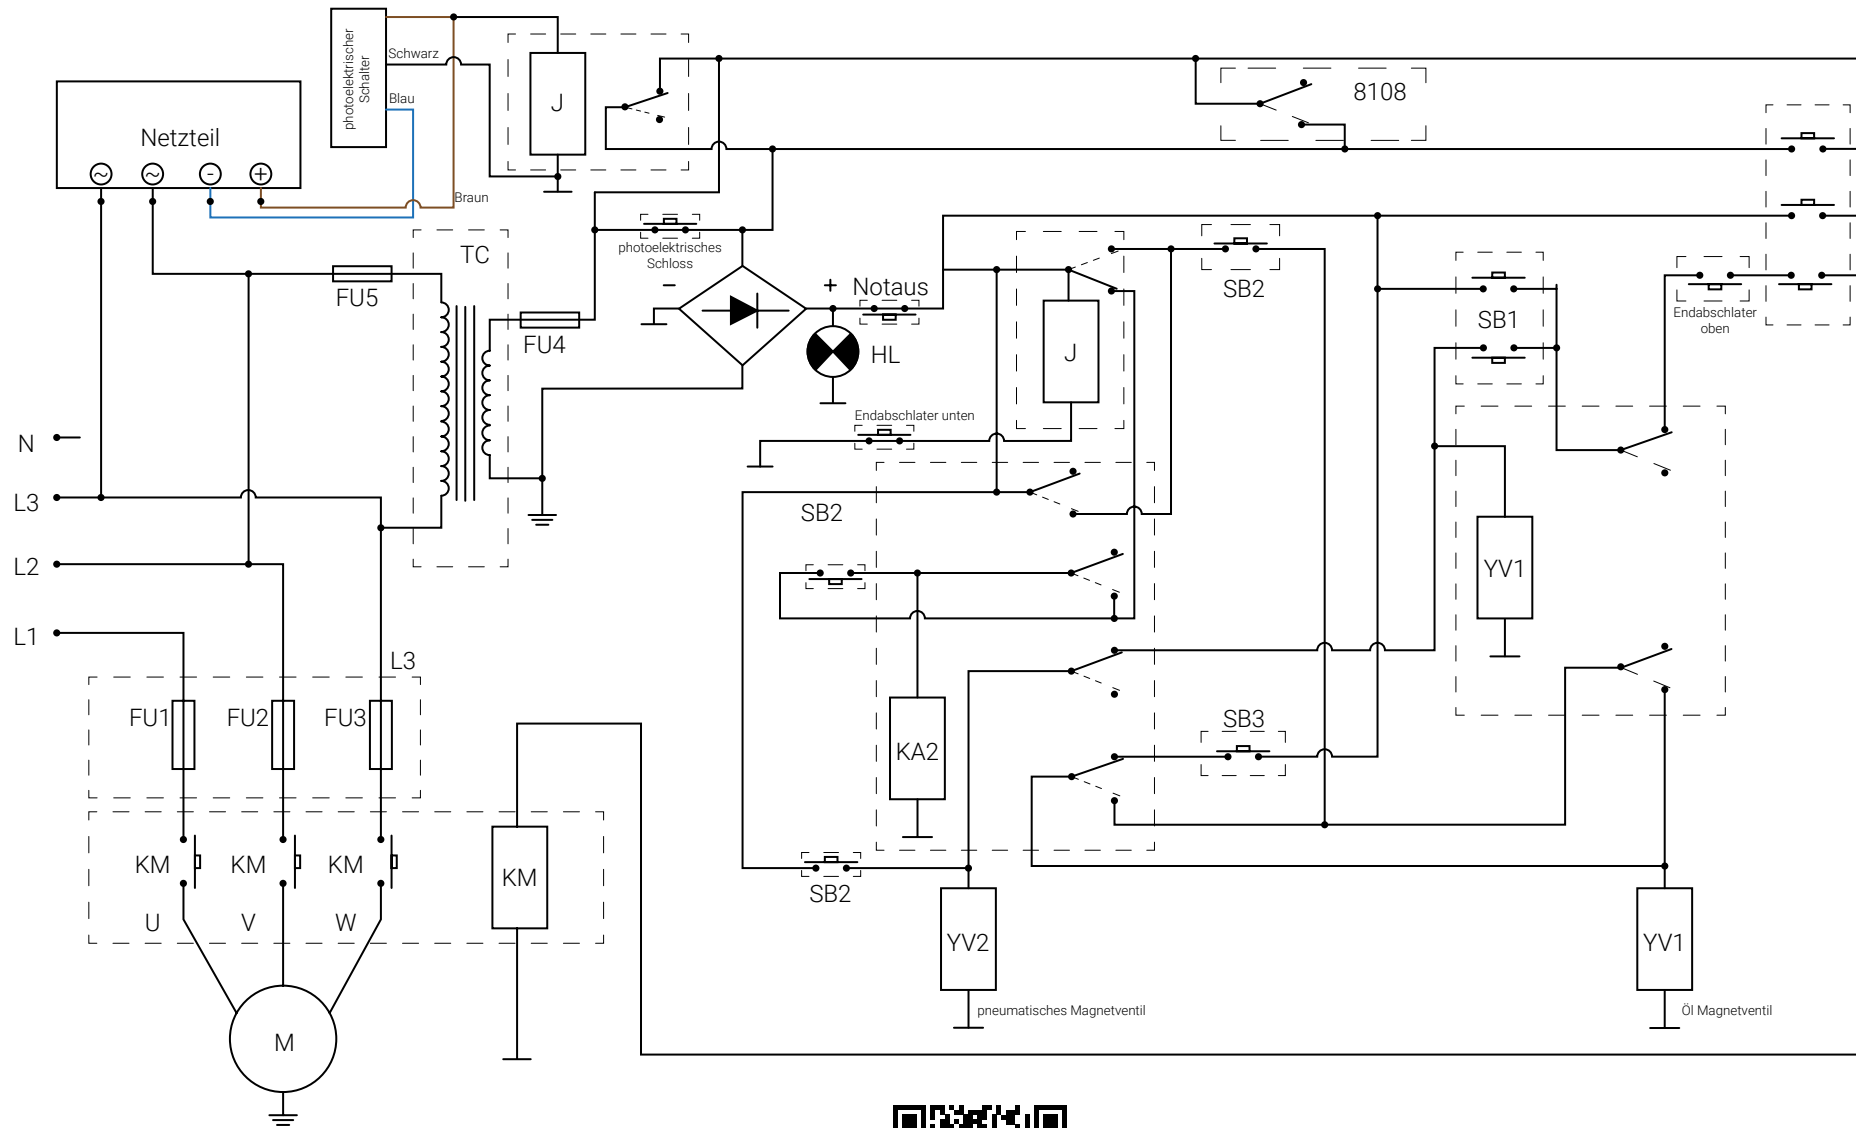 photoelektrischer
Schalter
Schwarz
Blau
Braun
Netzteil
~
~
-
+
J
8108
TC
FU5
FU4
photoelektrisches
Schloss
–
+
Notaus
HL
J
SB2
SB1
Endabschlater
oben
Endabschlater unten
N
L3
L2
L1
SB2
YV1
L3
FU1
FU2
FU3
KA2
SB3
KM
KM
KM
KM
U
V
W
SB2
YV2
YV1
pneumatisches Magnetventil
Öl Magnetventil
M